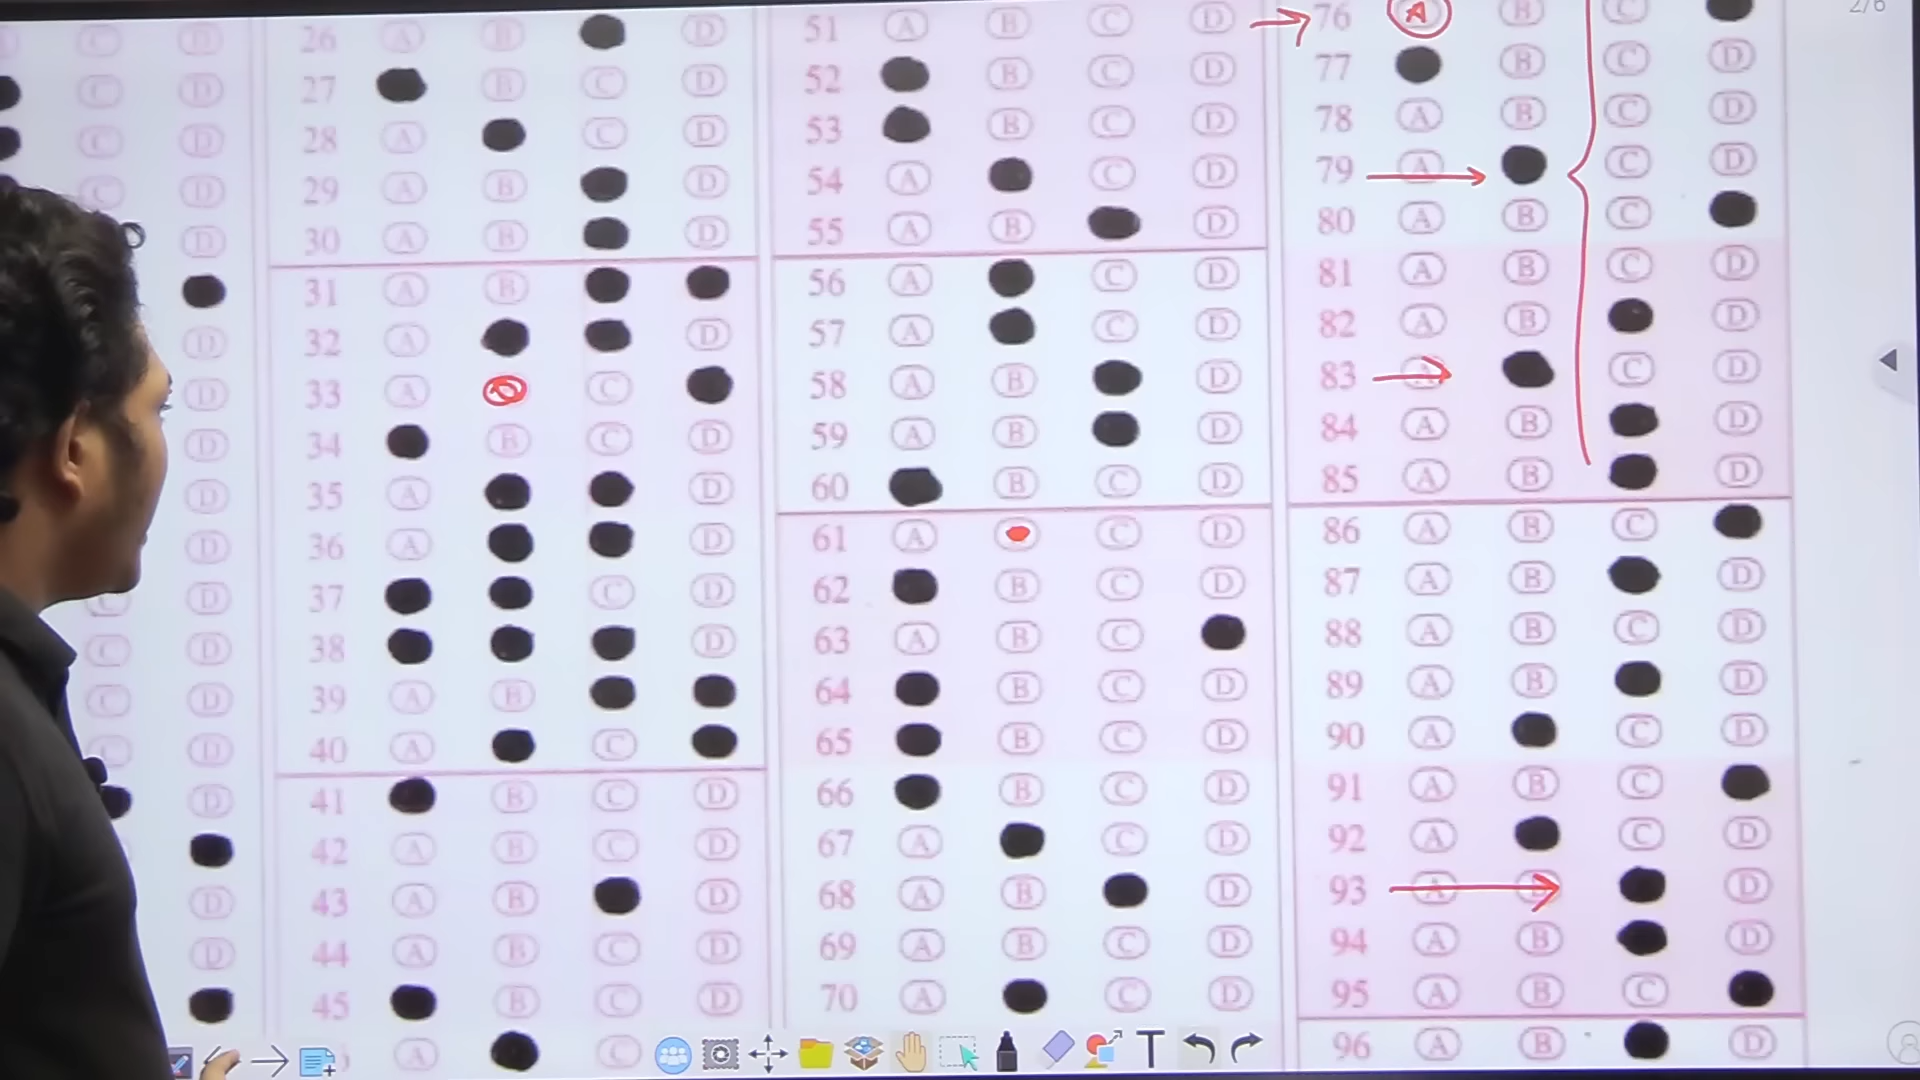 C D
26 A B D
27 B C D
28 A C D
29 A B D
30 A B D
31 A B
32 A D
33 A C
34 B C D
35 A D
36 A D
37 C D
38 D
39 A B
40 A C
41 B C D
42 A B C D
43 A B D
44 A B C D
45 B C D
A C
51 A B C D
52 B C D
53 B C D
54 A C D
55 A B D
56 A C D
57 A C D
58 A B D
59 A B D
60 B C D
61 A C D
62 B C D
63 A B C
64 B C D
65 B C D
66 B C D
67 A C D
68 A B D
69 A B C D
70 A C D
76 A B C
77 B C D
78 A B C D
79 A C D
80 A B C
81 A B C D
82 A B D
83 A C D
84 A B D
85 A B D
86 A B C
87 A B D
88 A B C D
89 A B D
90 A C D
91 A B C
92 A C D
93 A B D
94 A B D
95 A B C
96 A B D
2/6
T